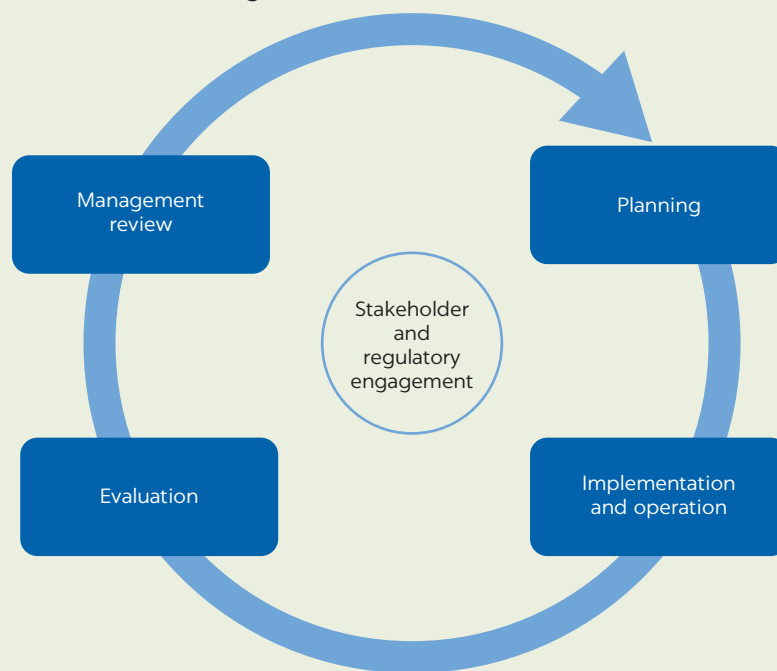 Management
review
Planning
Stakeholder
and
regulatory
engagement
Evaluation
Implementation
and operation